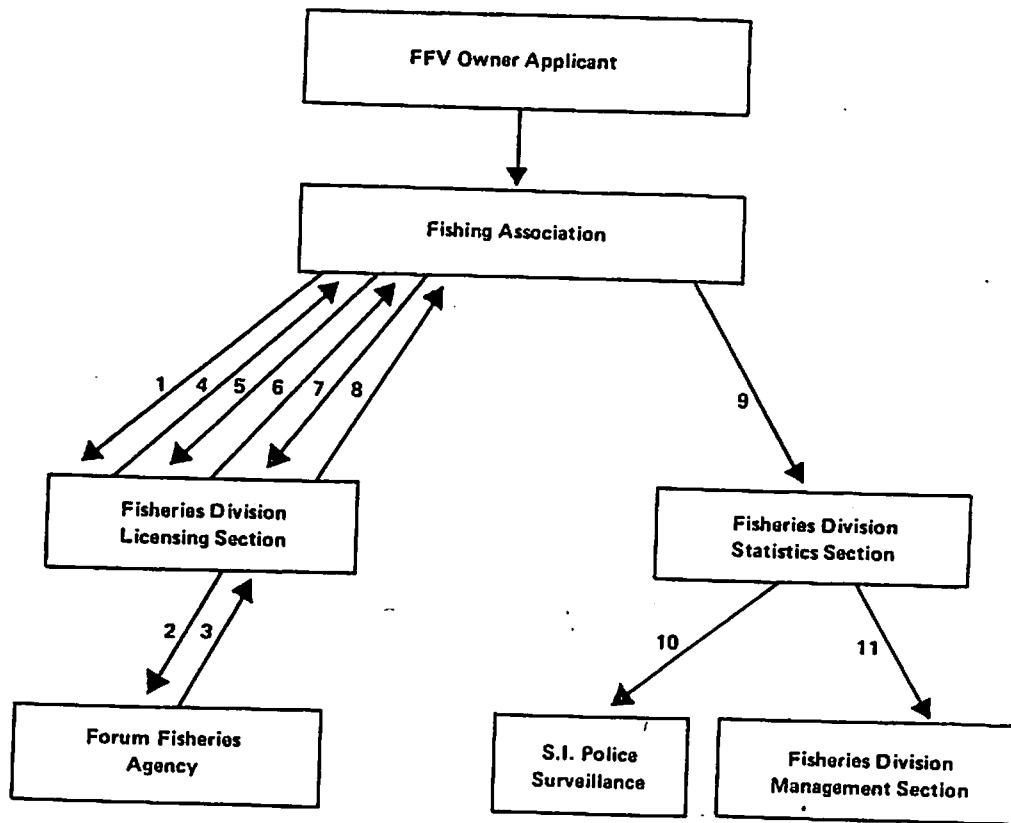 FFV Owner Applicant
Fishing Association
1
4
5
6
7
8
9
Fisheries Division
Licensing Section
Fisheries Division
Statistics Section
2
3
10
11
Forum Fisheries
Agency
S.I. Police
Surveillance
Fisheries Division
Management Section